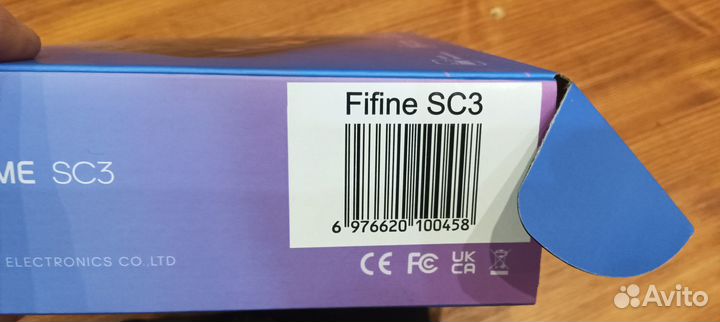 Fifine SC3
ME SC3
6 976620 100458
ELECTRONICS CO.,LTD
CE FC UK CA
Avito